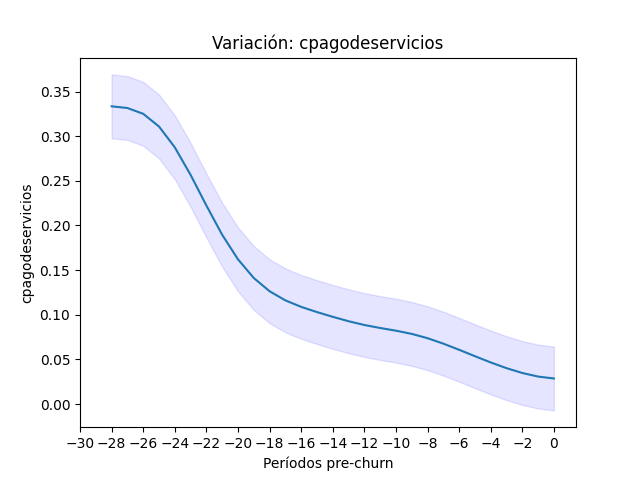 Variación: cpagodeservicios
cpagodeservicios
0.35
0.30
0.25
0.20
0.15
0.10
0.05
0.00
−30 −28 −26 −24 −22 −20 −18 −16 −14 −12 −10 −8 −6 −4 −2 0
Períodos pre-churn